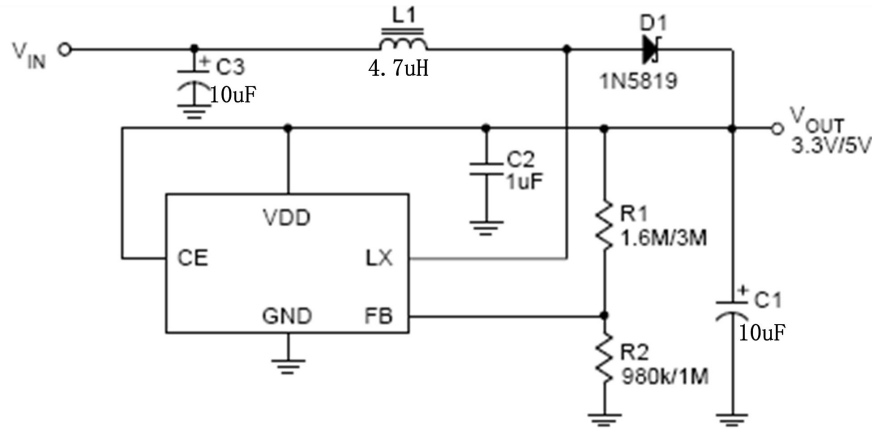 L1
D1
VIN
+
C3
4.7uH
1N5819
10uF
VOUT
3.3V/5V
C2
1uF
VDD
R1
1.6M/3M
CE
LX
+
C1
10uF
GND
FB
R2
980k/1M